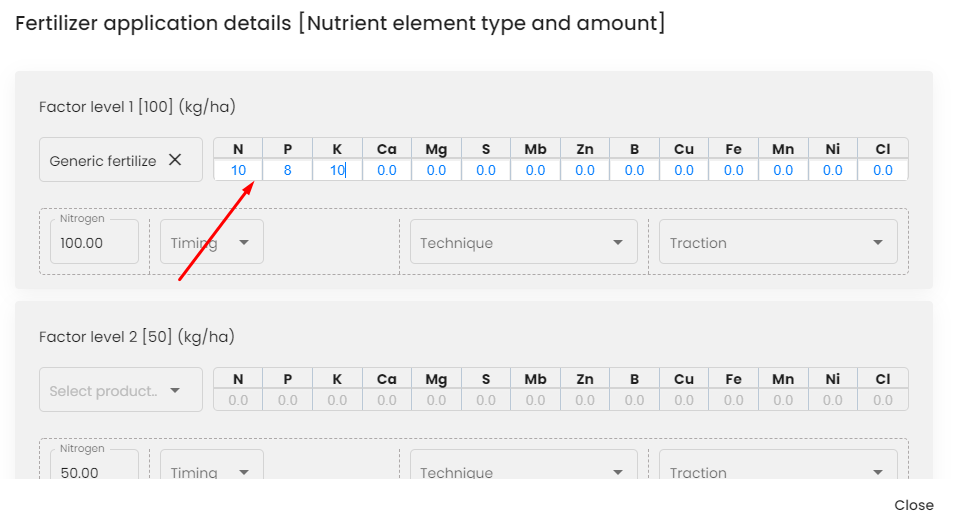 Fertilizer application details [Nutrient element type and amount]
Factor level 1 [100] (kg/ha)
Generic fertilize
N P K Ca Mg S Mb Zn B Cu Fe Mn Ni Cl
10 8 10 0.0 0.0 0.0 0.0 0.0 0.0 0.0 0.0 0.0 0.0 0.0
Nitrogen
100.00 Timing Technique Traction
Factor level 2 [50] (kg/ha)
Select product..
N P K Ca Mg S Mb Zn B Cu Fe Mn Ni Cl
0.0 0.0 0.0 0.0 0.0 0.0 0.0 0.0 0.0 0.0 0.0 0.0 0.0 0.0
Nitrogen
50.00 Timing Technique Traction
Close